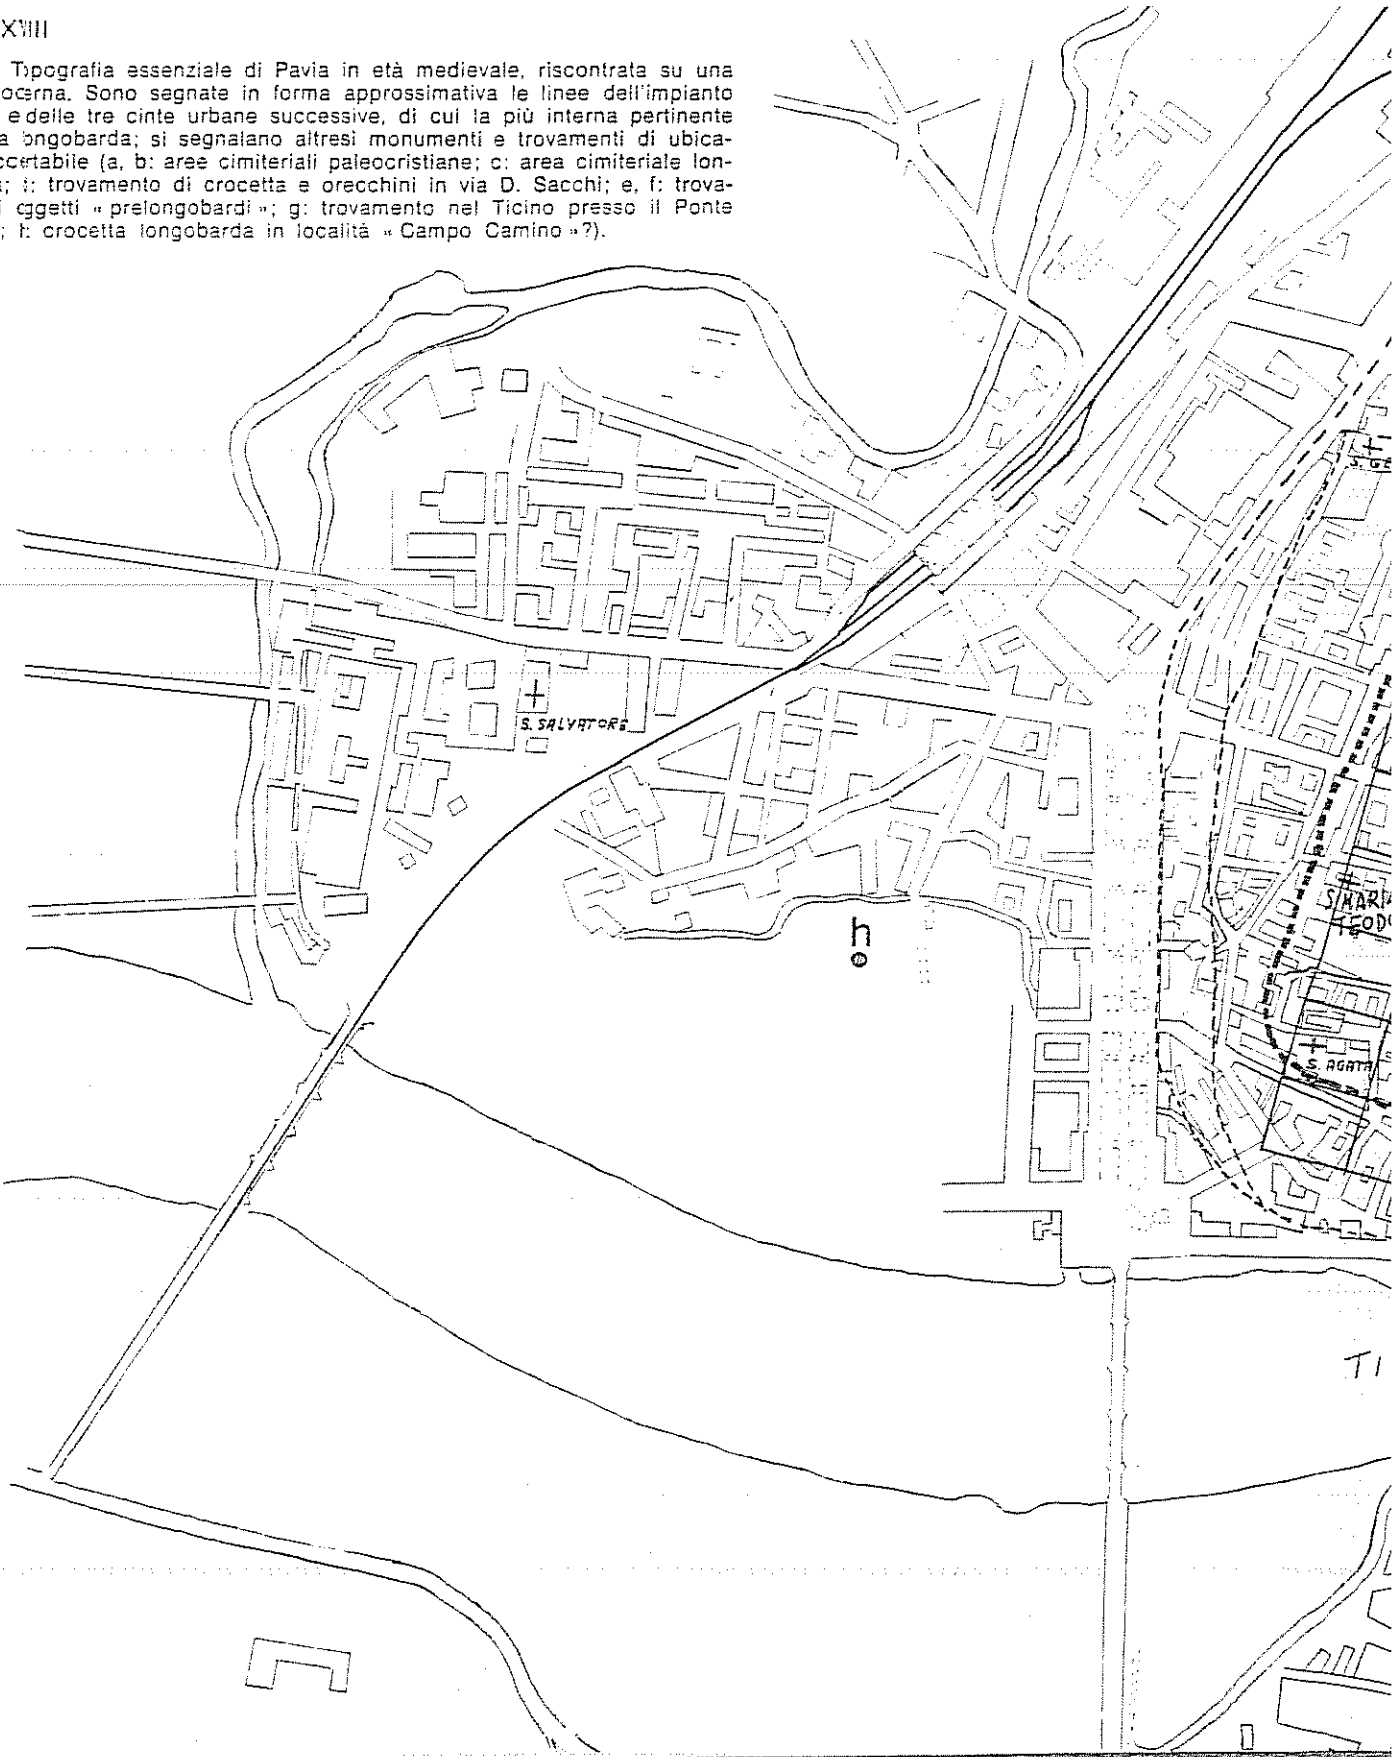 XVIII
Topografia essenziale di Pavia in età medievale, riscontrata su una
Sono segnate in forma approssimativa le linee dell'impianto
e delle tre cinte urbane successive, di cui la più interna pertinente
a longobarda; si segnalano altresì monumenti e trovamenti di ubica-
(a, b: aree cimiteriali paleocristiane; c: area cimiteriale lon-
trovamento di crocetta e orecchini in via D. Sacchi; e, f: trova-
i oggetti « prelongobardi »; g: trovamento nel Ticino presso il Ponte
; h: crocetta longobarda in località « Campo Camino »?).
S. GE
S. SALVATORE
S. MARIA
TEODO
h
S. AGATA
S
TI